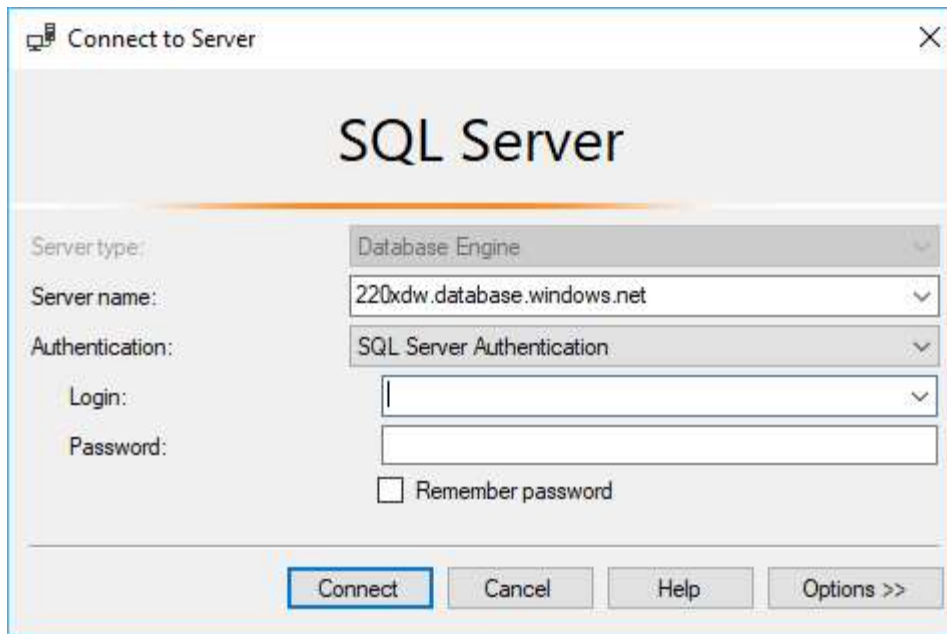 Connect to Server
SQL Server
Server type: Database Engine
Server name: 220xdw.database.windows.net
Authentication: SQL Server Authentication
Login:
Password:
Remember password
Connect Cancel Help Options >>